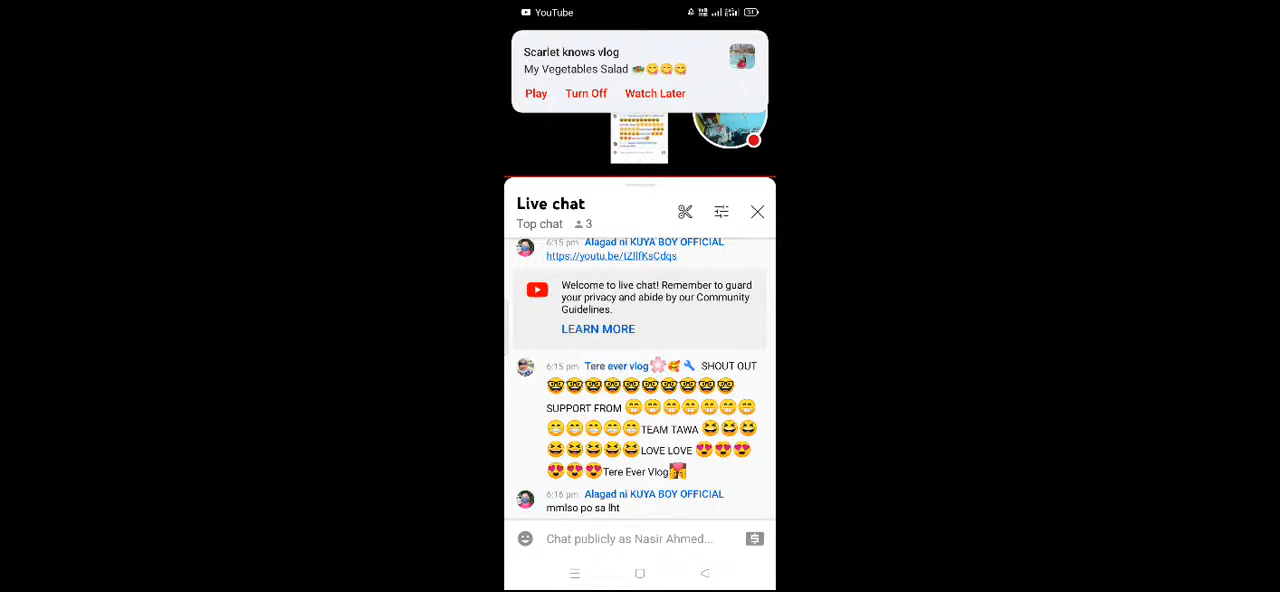 YouTube
Scarlet knows vlog
My Vegetables Salad 🥗😋😋😋
Play Turn Off Watch Later
Live chat
Top chat 3
6:15 pm Alagad ni KUYA BOY OFFICIAL
https://youtu.be/tZllfKsCdqs
Welcome to live chat! Remember to guard
your privacy and abide by our Community
Guidelines.
LEARN MORE
6:15 pm Tere ever vlog🌸🥰🔧 SHOUT OUT
🤓🤓🤓🤓🤓🤓🤓🤓🤓🤓
SUPPORT FROM 😁😁😁😁😁😁😁
😁😁😁😁😁TEAM TAWA 😆😆😆
😆😆😆😆😆LOVE LOVE 😍😍😍
😍😍😍Tere Ever Vlog
6:16 pm Alagad ni KUYA BOY OFFICIAL
mmlso po sa lht
Chat publicly as Nasir Ahmed...